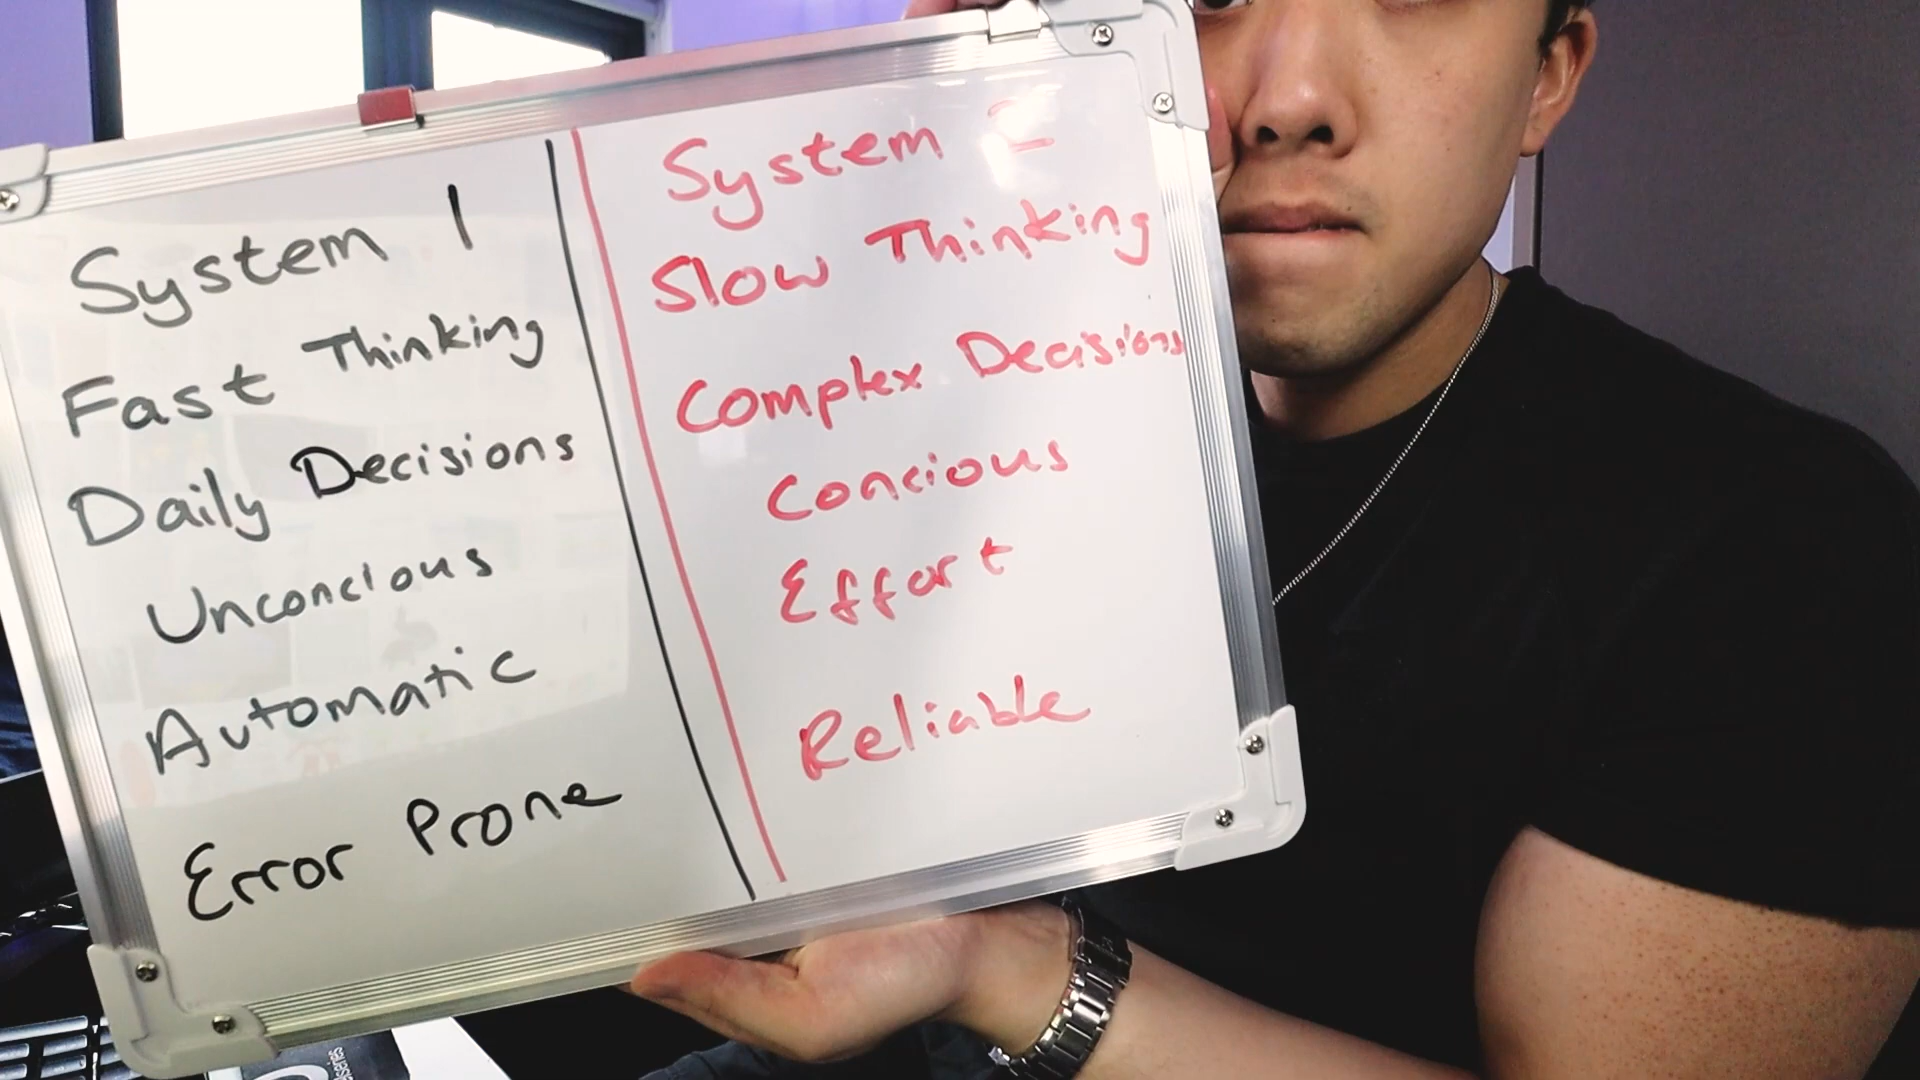 System 1
Fast Thinking
Daily Decisions
Unconcious
Automatic
Error Prone
System 2
Slow Thinking
Complex Decisions
Concious
Effort
Reliable